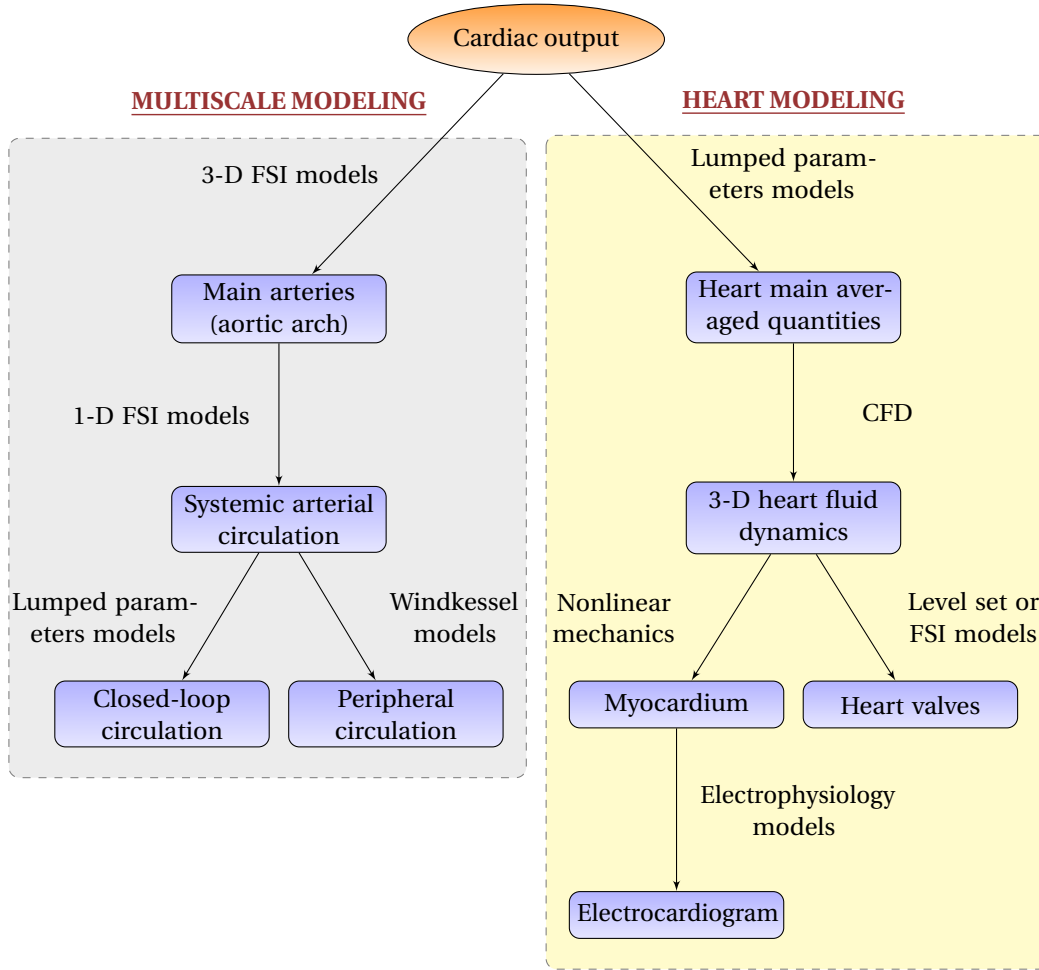 Cardiac output
MULTISCALE MODELING
HEART MODELING
3-D FSI models
Lumped param-
eters models
Main arteries
(aortic arch)
Heart main aver-
aged quantities
1-D FSI models
CFD
Systemic arterial
circulation
3-D heart fluid
dynamics
Lumped param-
eters models
Windkessel
models
Nonlinear
mechanics
Level set or
FSI models
Closed-loop
circulation
Peripheral
circulation
Myocardium
Heart valves
Electrophysiology
models
Electrocardiogram